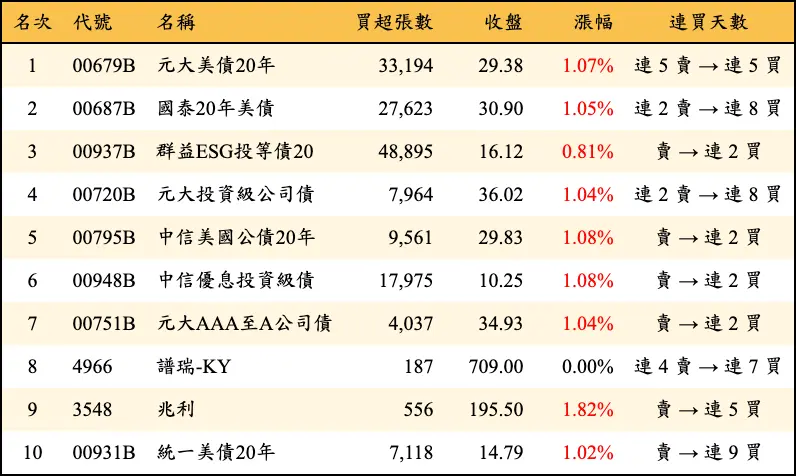 名次 代號 名稱 買超張數 收盤 漲幅 連買天數
1 00679B 元大美債20年 33,194 29.38 1.07% 連 5 賣 → 連 5 買
2 00687B 國泰20年美債 27,623 30.90 1.05% 連 2 賣 → 連 8 買
3 00937B 群益ESG投等債20 48,895 16.12 0.81% 賣 → 連 2 買
4 00720B 元大投資級公司債 7,964 36.02 1.04% 連 2 賣 → 連 8 買
5 00795B 中信美國公債20年 9,561 29.83 1.08% 賣 → 連 2 買
6 00948B 中信優息投資級債 17,975 10.25 1.08% 賣 → 連 2 買
7 00751B 元大AAA至A公司債 4,037 34.93 1.04% 賣 → 連 2 買
8 4966 譜瑞-KY 187 709.00 0.00% 連 4 賣 → 連 7 買
9 3548 兆利 556 195.50 1.82% 賣 → 連 5 買
10 00931B 統一美債20年 7,118 14.79 1.02% 賣 → 連 9 買